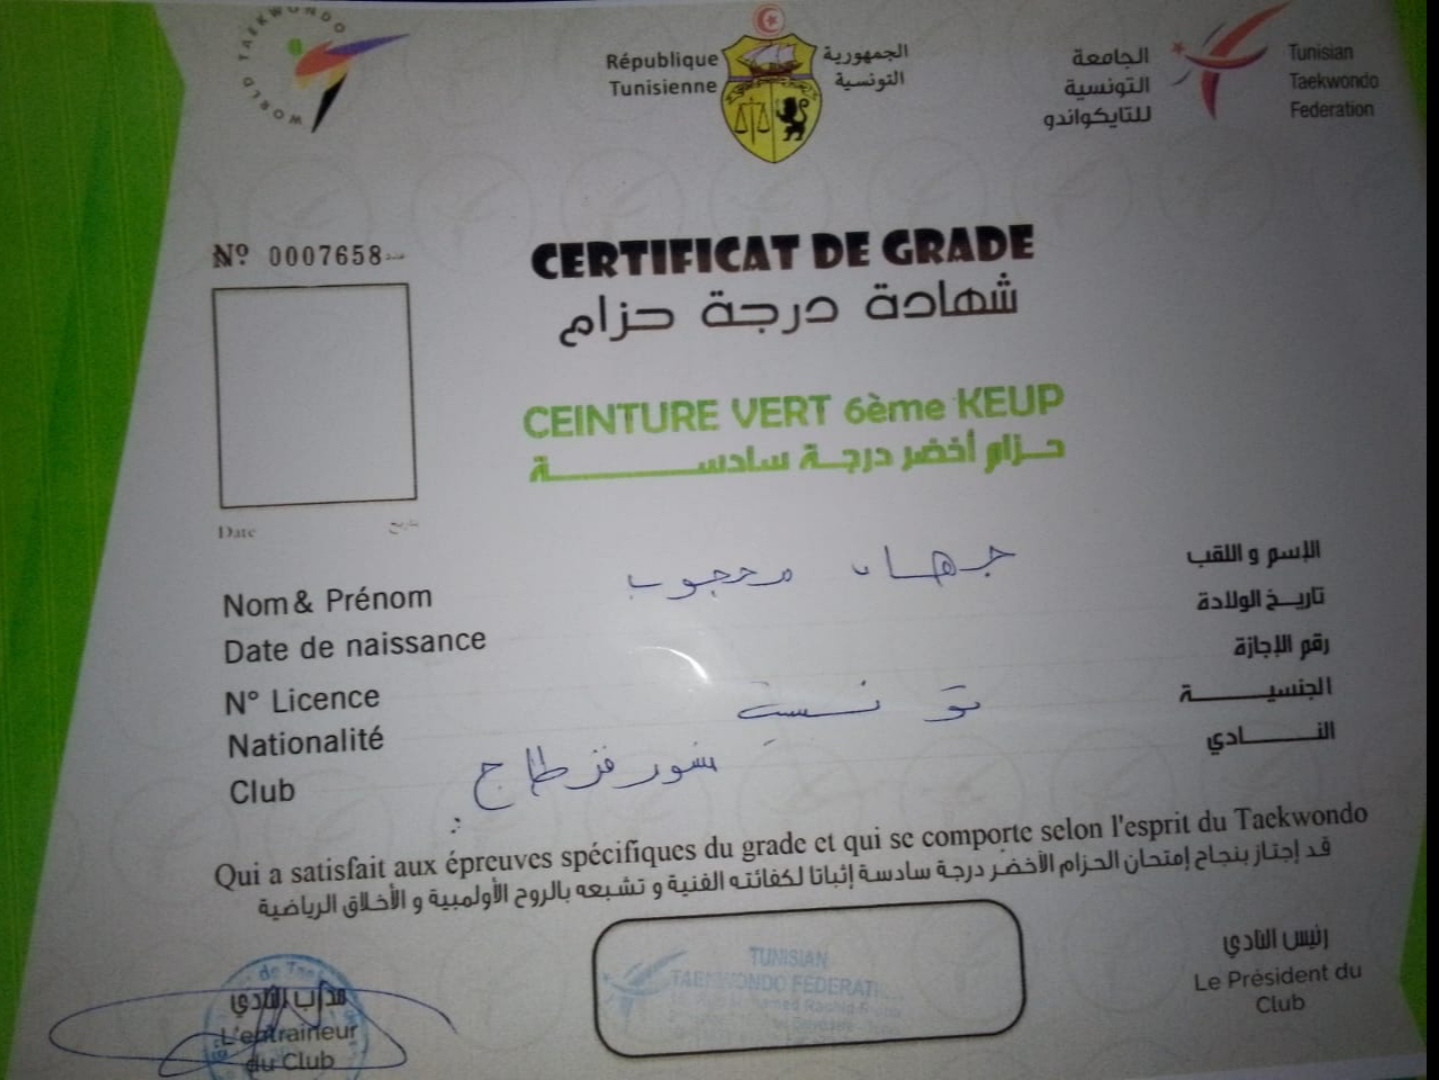 WORLD TAEKWONDO
République
Tunisienne
الجمهورية
التونسية
الجامعة
التونسية
للتايكواندو
Tunisian
Taekwondo
Federation
Nº 0007658 عدد
CERTIFICAT DE GRADE
شهادة درجة حزام
CEINTURE VERT 6ème KEUP
حزام أخضر درجة سادسة
Date تاريخ
Nom & Prénom جهاد محجوب الإسم و اللقب
Date de naissance تاريخ الولادة
N° Licence رقم الإجازة
Nationalité تونسية الجنسية
Club قرطاج النادي
Qui a satisfait aux épreuves spécifiques du grade et qui se comporte selon l'esprit du Taekwondo
قد إجتاز بنجاح إمتحان الحزام الأخضر درجة سادسة إثباتا لكفائته الفنية و تشبعه بالروح الأولمبية و الأخلاق الرياضية
مدرب النادي
L'entraineur
du Club
TUNISIAN
TAEKWONDO FEDERATION
رئيس النادي
Le Président du
Club